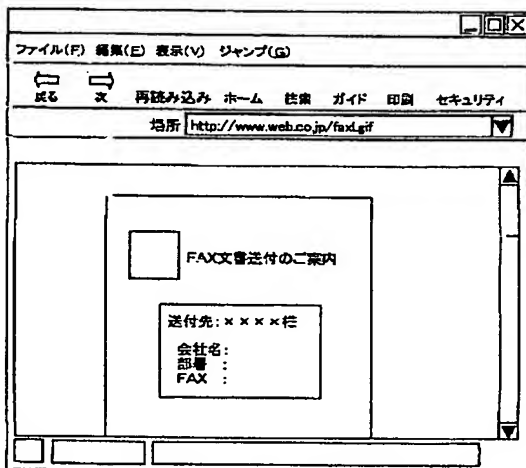 ファイル(F) 編集(E) 表示(V) ジャンプ(G)
戻る 次 再読み込み ホーム 検索 ガイド 印刷 セキュリティ
場所 http://www.web.co.jp/fax1.gif
FAX文書送付のご案内
送付先:××××様
会社名:
部署 :
FAX :